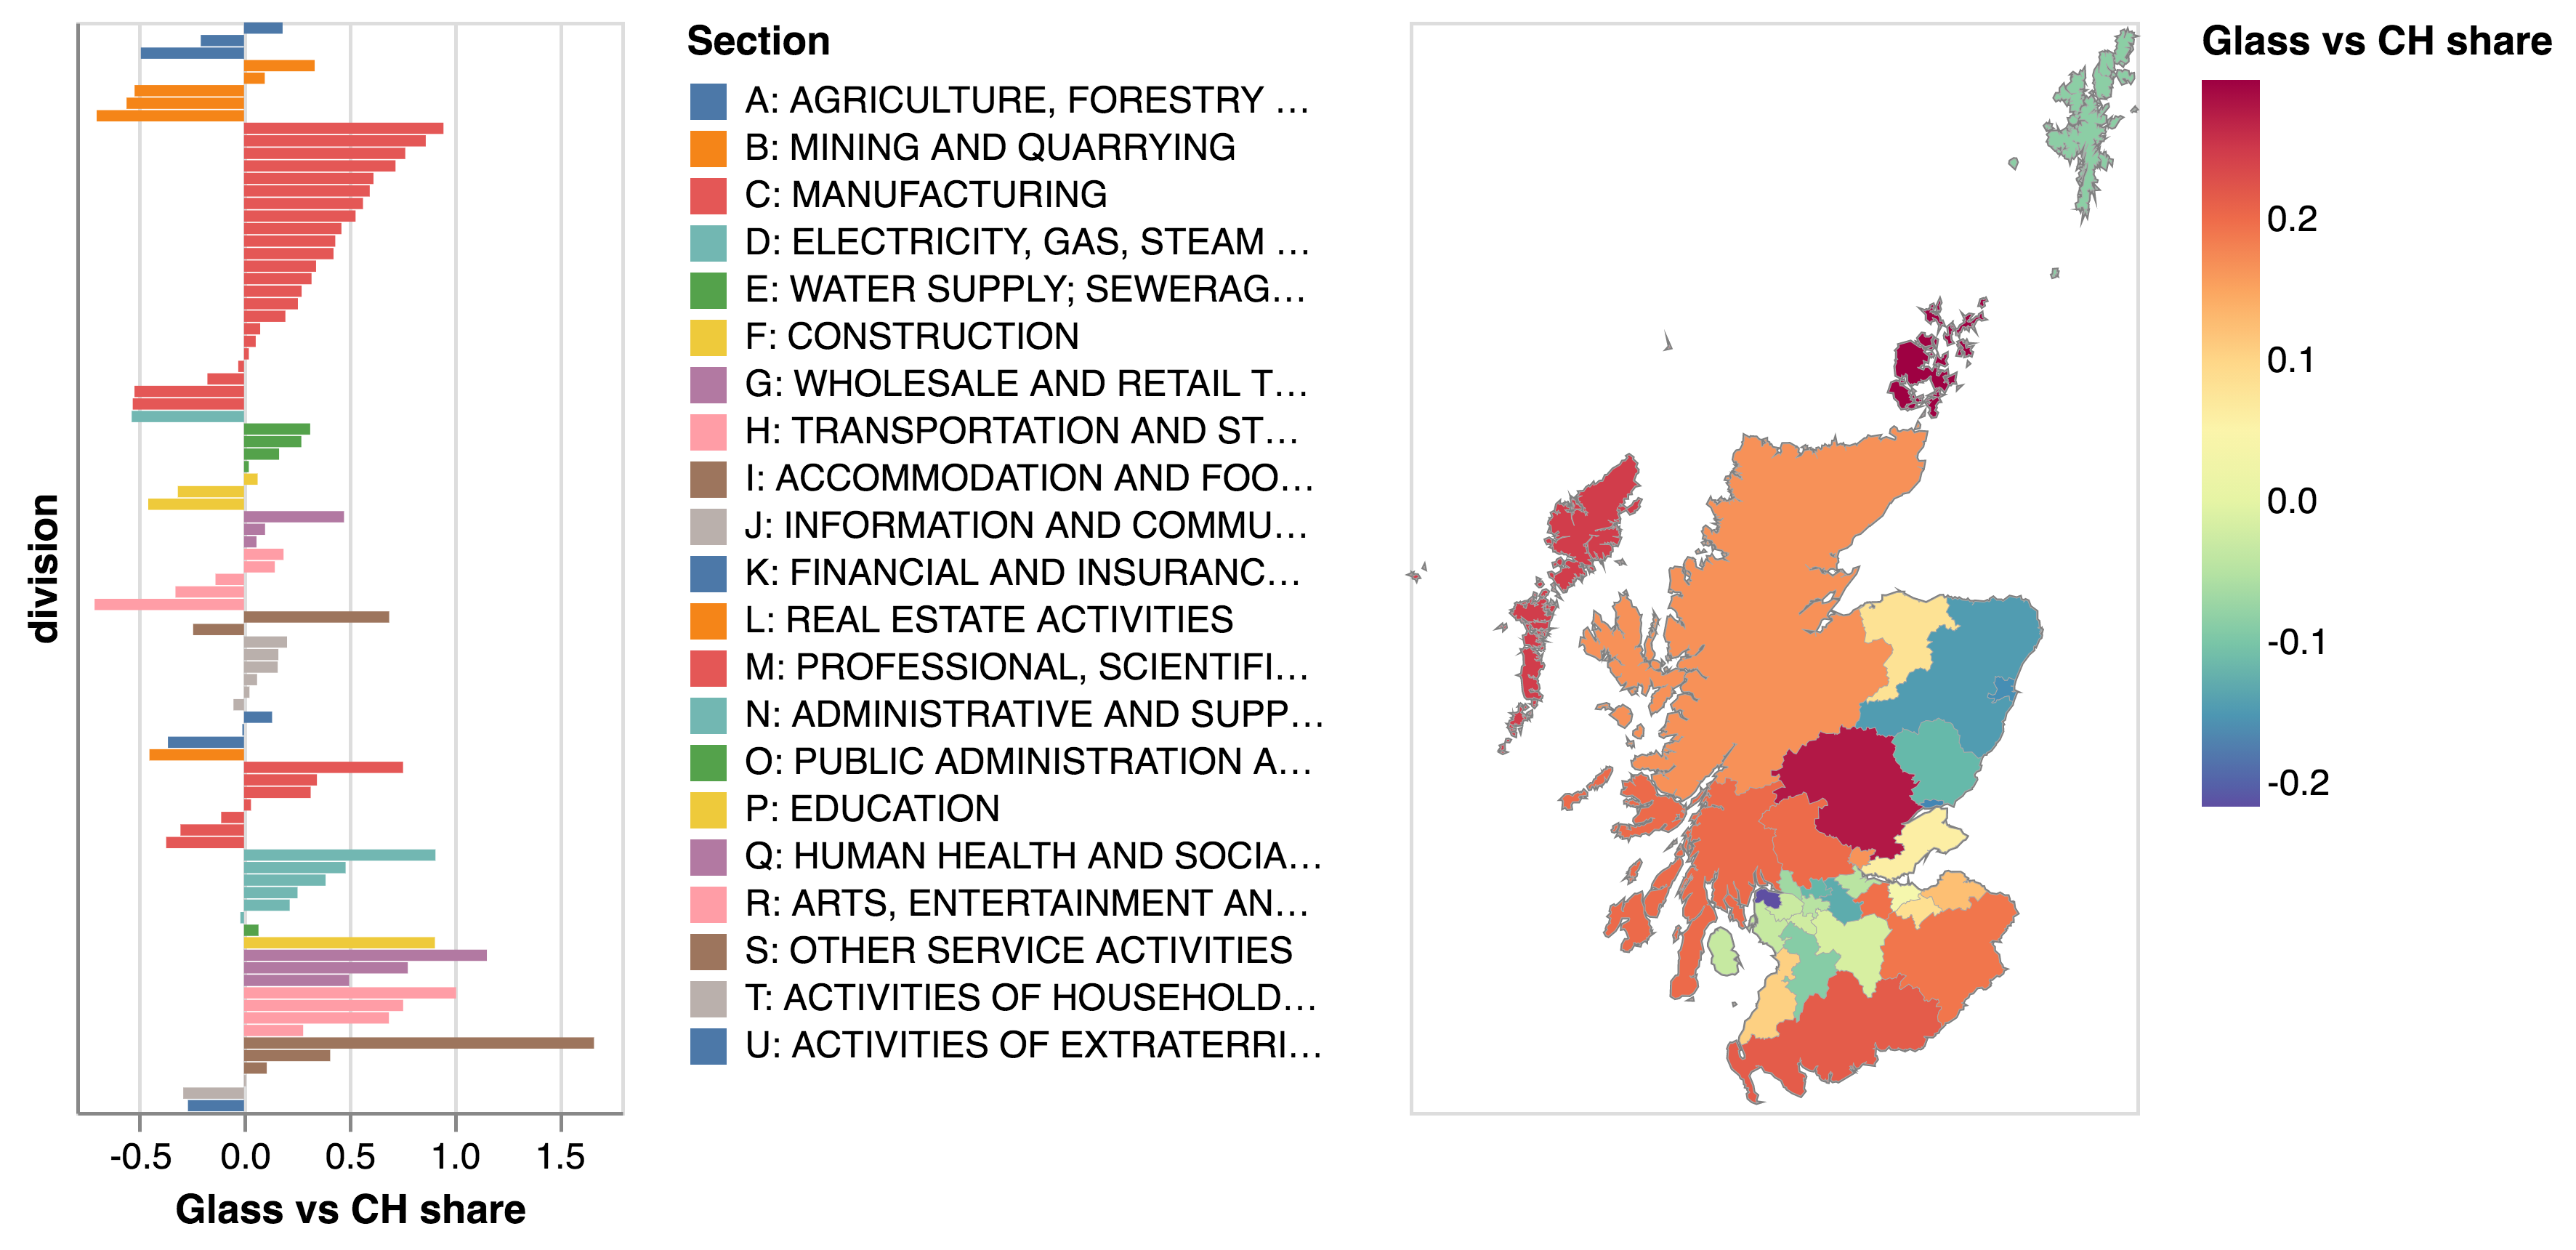 division
-0.5
0.0
0.5
1.0
1.5
Glass vs CH share
Section
A: AGRICULTURE, FORESTRY …
B: MINING AND QUARRYING
C: MANUFACTURING
D: ELECTRICITY, GAS, STEAM …
E: WATER SUPPLY; SEWERAG…
F: CONSTRUCTION
G: WHOLESALE AND RETAIL T…
H: TRANSPORTATION AND ST…
I: ACCOMMODATION AND FOO…
J: INFORMATION AND COMMU…
K: FINANCIAL AND INSURANC…
L: REAL ESTATE ACTIVITIES
M: PROFESSIONAL, SCIENTIFI…
N: ADMINISTRATIVE AND SUPP…
O: PUBLIC ADMINISTRATION A…
P: EDUCATION
Q: HUMAN HEALTH AND SOCIA…
R: ARTS, ENTERTAINMENT AN…
S: OTHER SERVICE ACTIVITIES
T: ACTIVITIES OF HOUSEHOLD…
U: ACTIVITIES OF EXTRATERRI…
Glass vs CH share
0.2
0.1
0.0
-0.1
-0.2